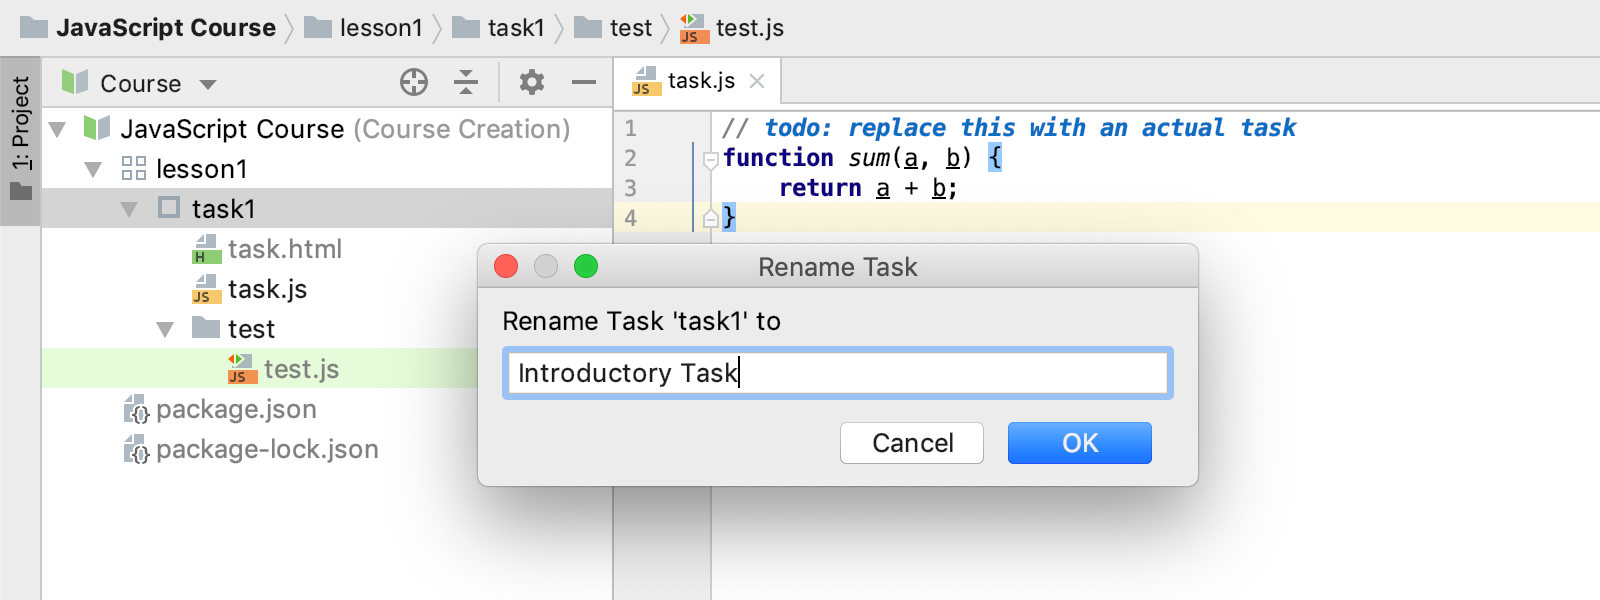 JavaScript Course lesson1 task1 test test.js
1: Project
Course
task.js
JavaScript Course (Course Creation)
lesson1
task1
task.html
task.js
test
test.js
package.json
package-lock.json
1 // todo: replace this with an actual task
2 function sum(a, b) {
3 return a + b;
4 }
Rename Task
Rename Task 'task1' to
Introductory Task
Cancel OK